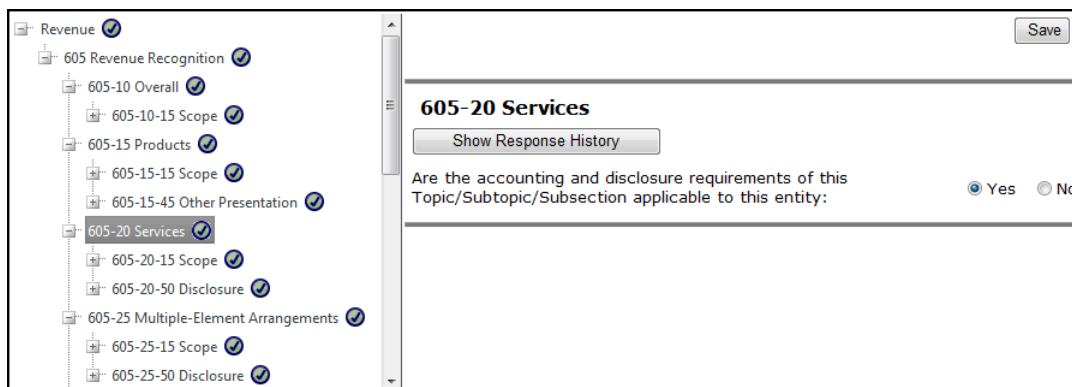 Revenue
605 Revenue Recognition
605-10 Overall
605-10-15 Scope
605-15 Products
605-15-15 Scope
605-15-45 Other Presentation
605-20 Services
605-20-15 Scope
605-20-50 Disclosure
605-25 Multiple-Element Arrangements
605-25-15 Scope
605-25-50 Disclosure
Save
605-20 Services
Show Response History
Are the accounting and disclosure requirements of this
Topic/Subtopic/Subsection applicable to this entity:
Yes No